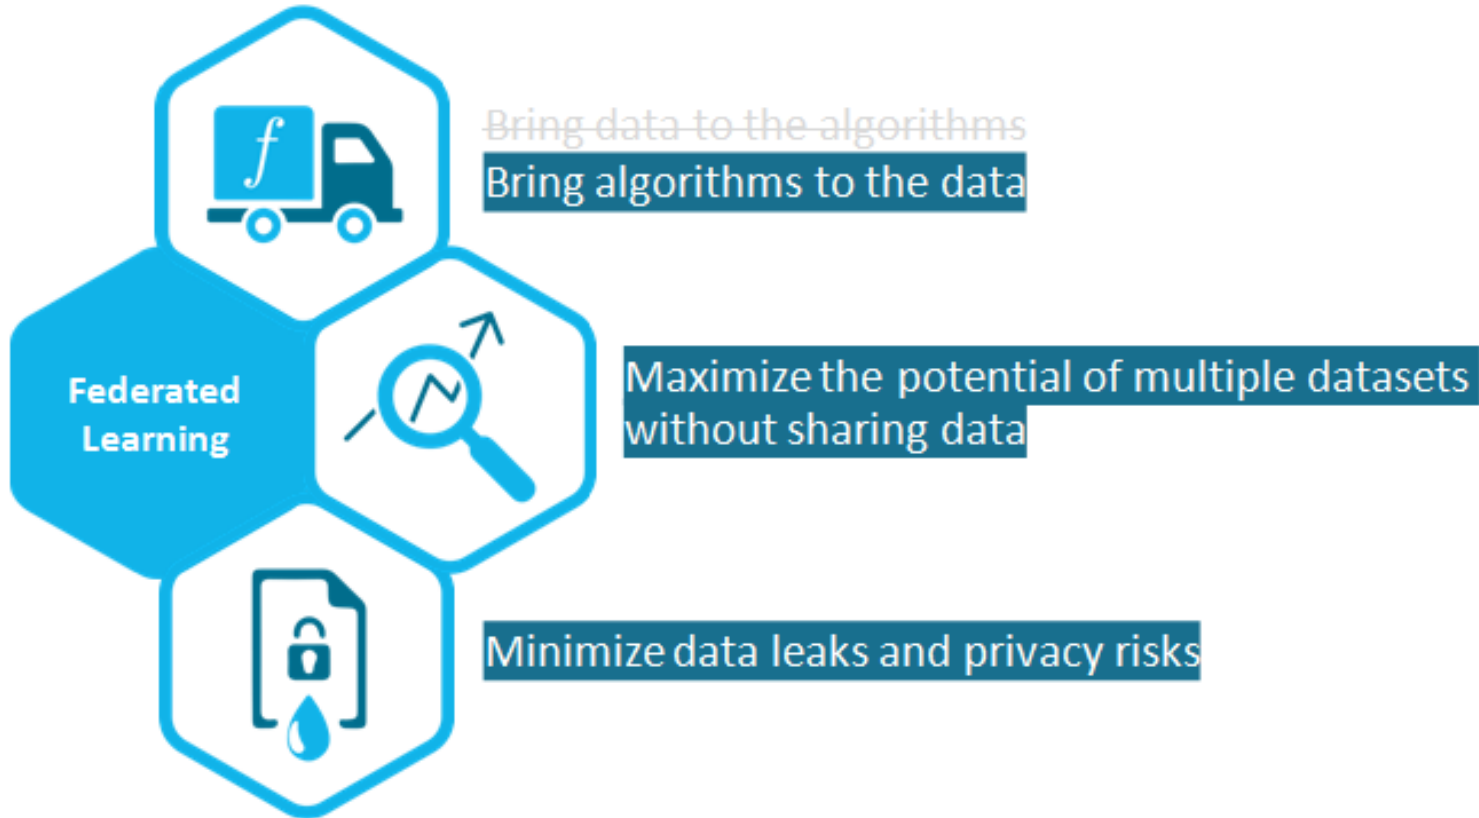 f
Bring data to the algorithms
Bring algorithms to the data
Federated
Learning
Maximize the potential of multiple datasets
without sharing data
Minimize data leaks and privacy risks